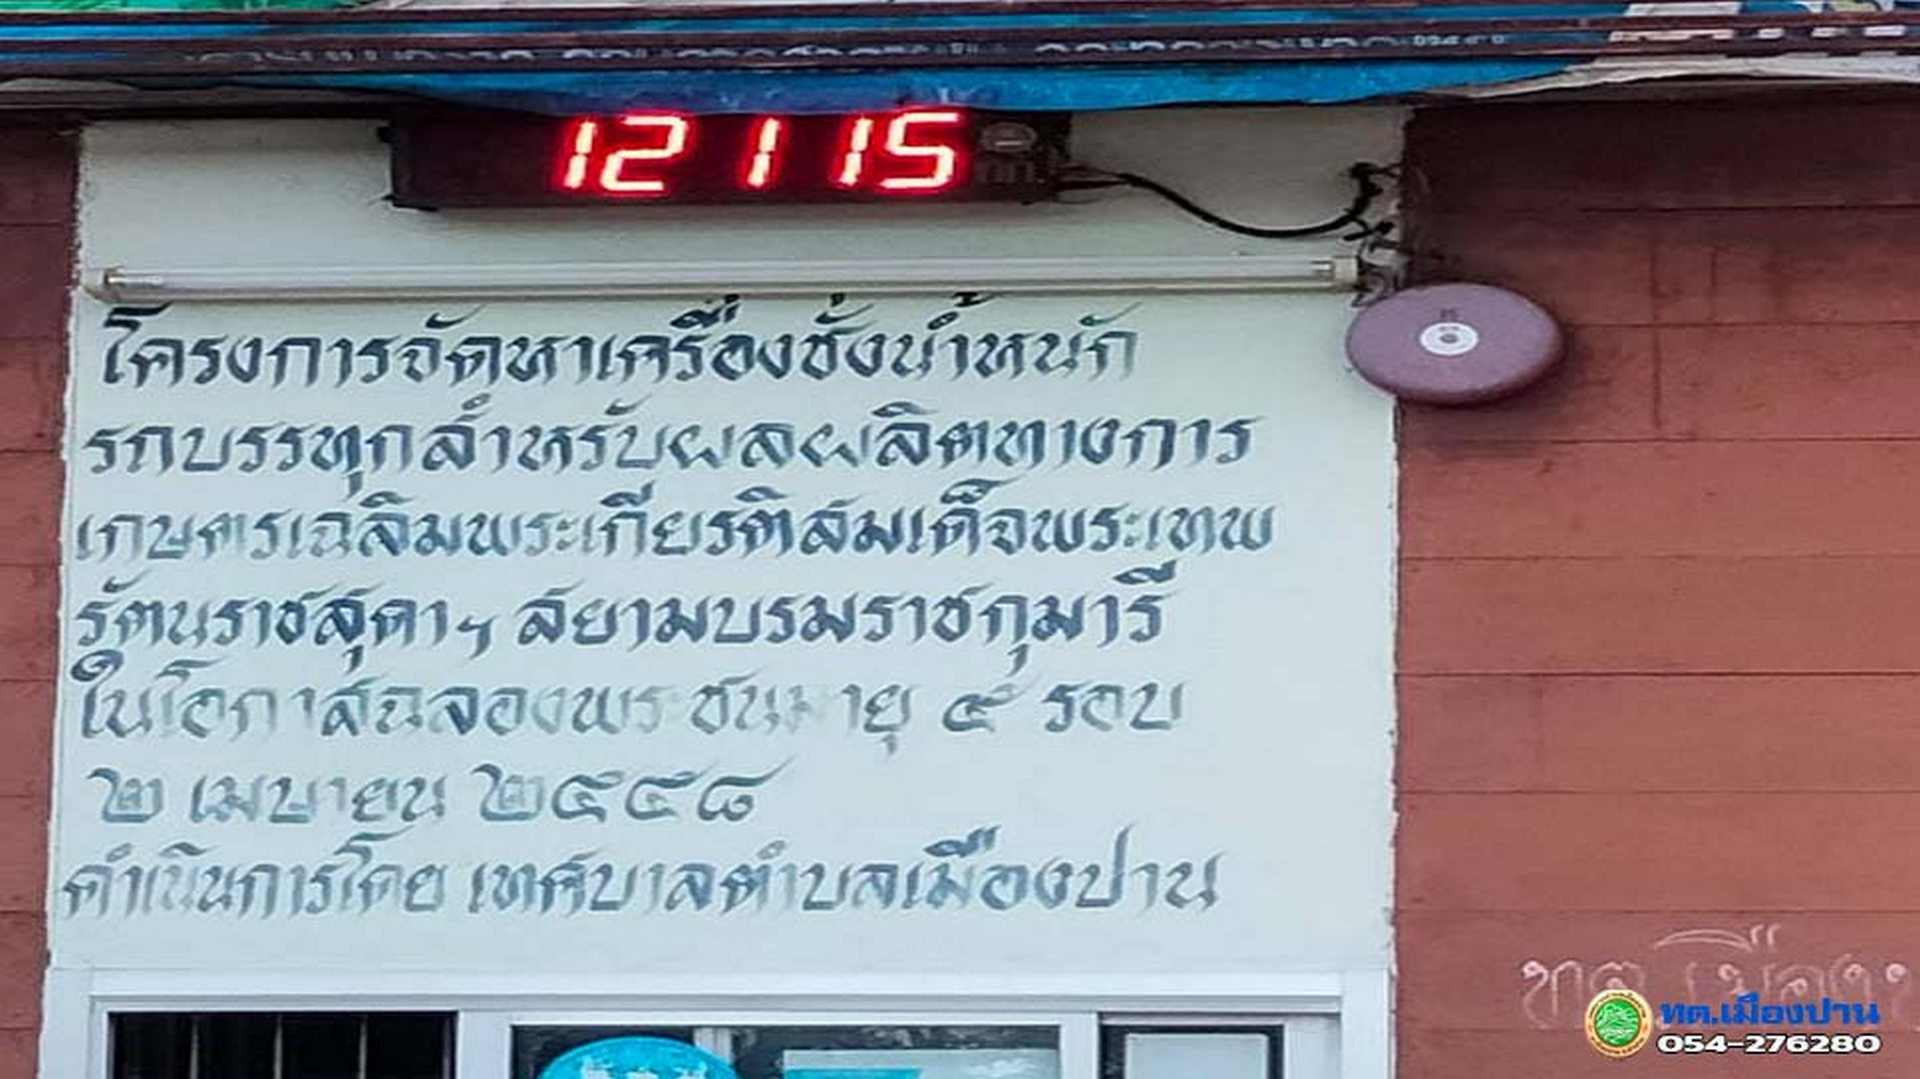 12 1 15
โครงการจัดหาเครื่องชั่งน้ำหนัก
รถบรรทุกสำหรับผลผลิตทางการ
เกษตรเฉลิมพระเกียรติสมเด็จพระเทพ
รัตนราชสุดาฯ สยามบรมราชกุมารี
ในโอกาสฉลองพระชนมายุ ๕ รอบ
๒ เมษายน ๒๕๕๘
ดำเนินการโดย เทศบาลตำบลเมืองปาน
ทต.เมือง
ทต.เมืองปาน
054-276280